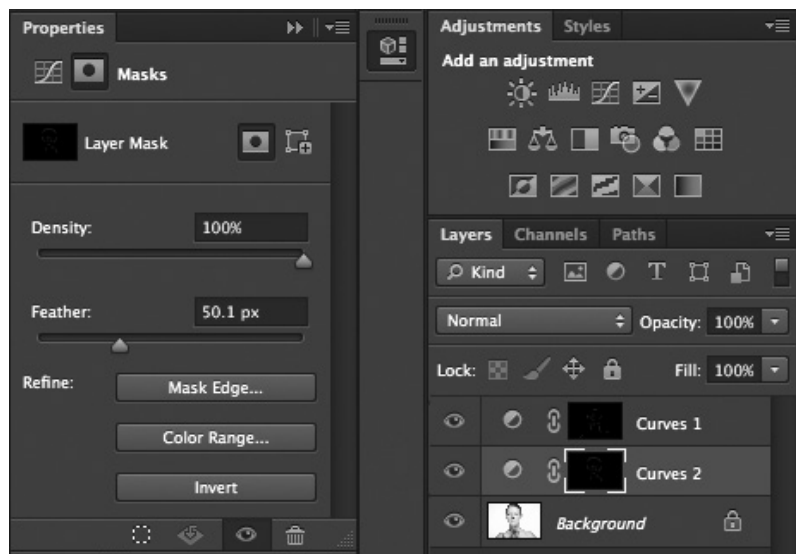 Properties
Masks
Layer Mask
Density: 100%
Feather: 50.1 px
Refine: Mask Edge...
Color Range...
Invert
Adjustments Styles
Add an adjustment
Layers Channels Paths
Kind
Normal Opacity: 100%
Lock: Fill: 100%
Curves 1
Curves 2
Background